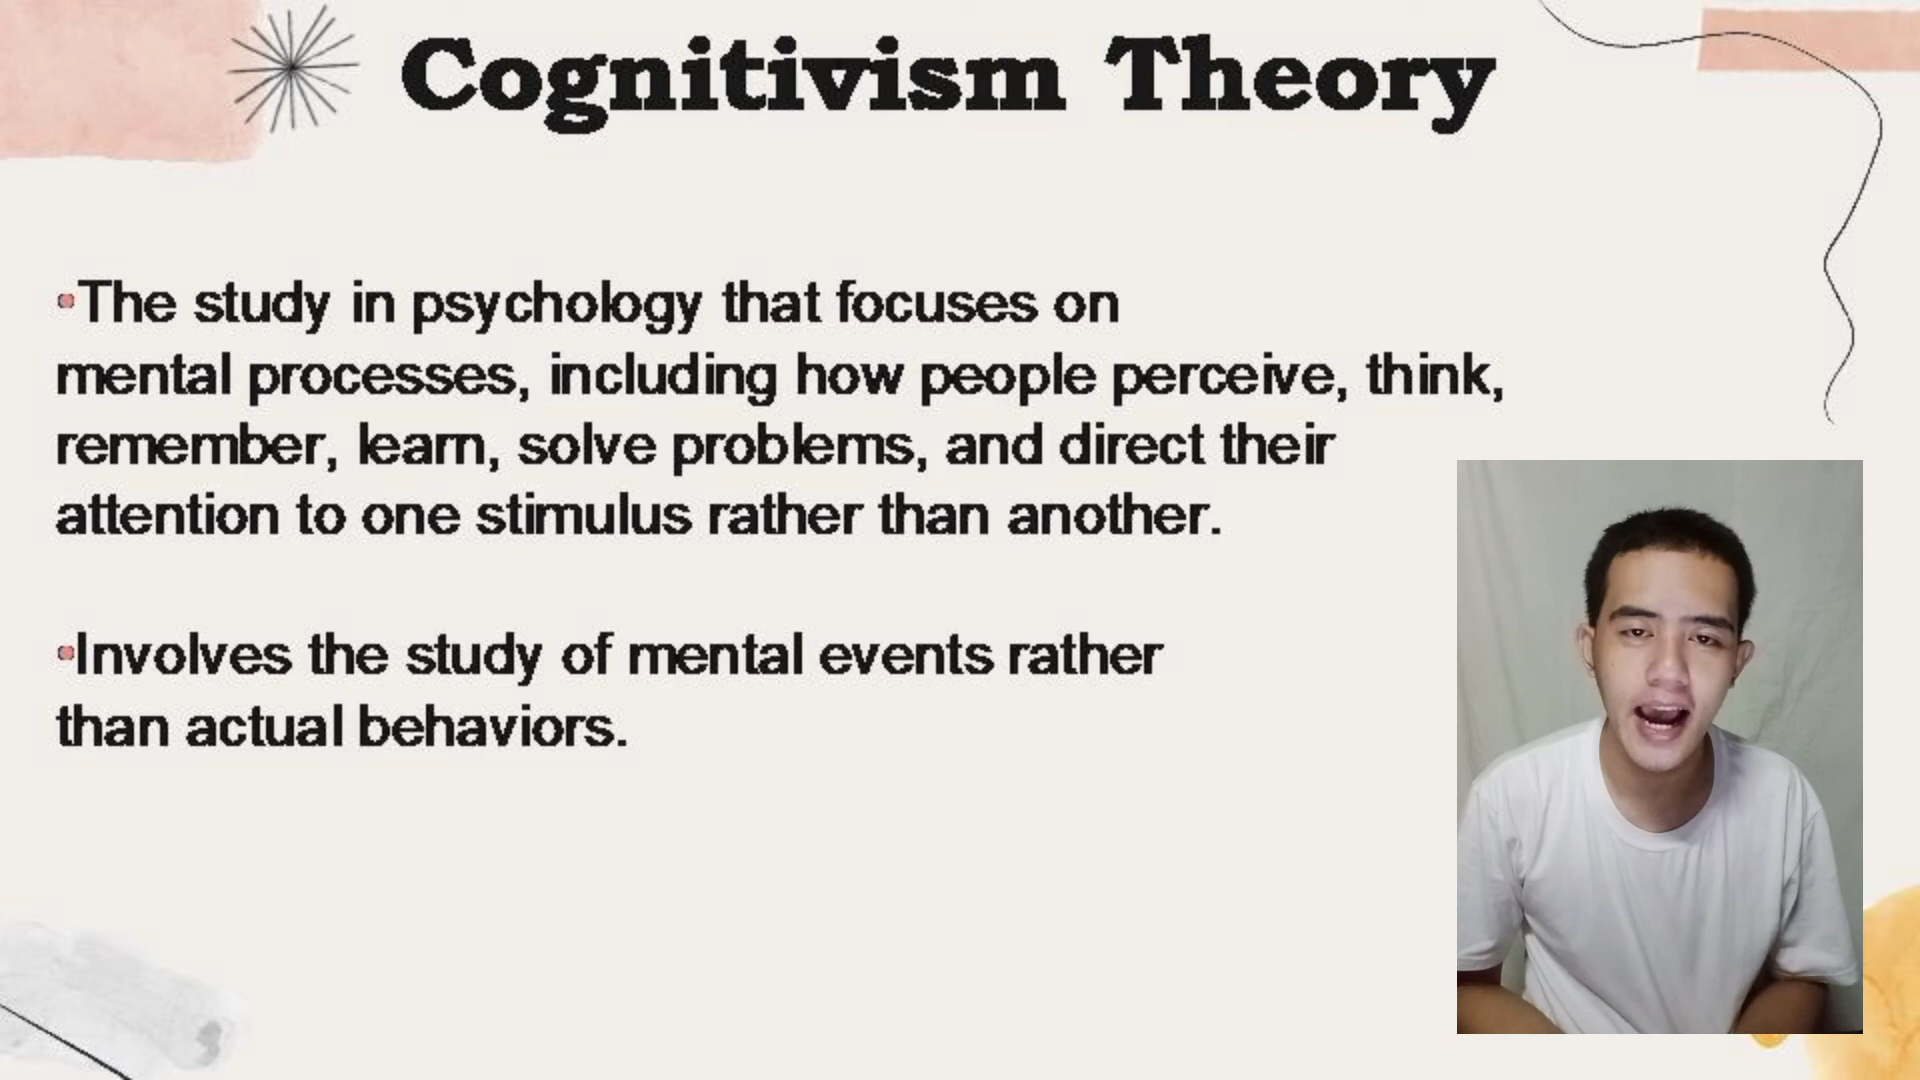 Cognitivism Theory
•The study in psychology that focuses on
mental processes, including how people perceive, think,
remember, learn, solve problems, and direct their
attention to one stimulus rather than another.
•Involves the study of mental events rather
than actual behaviors.